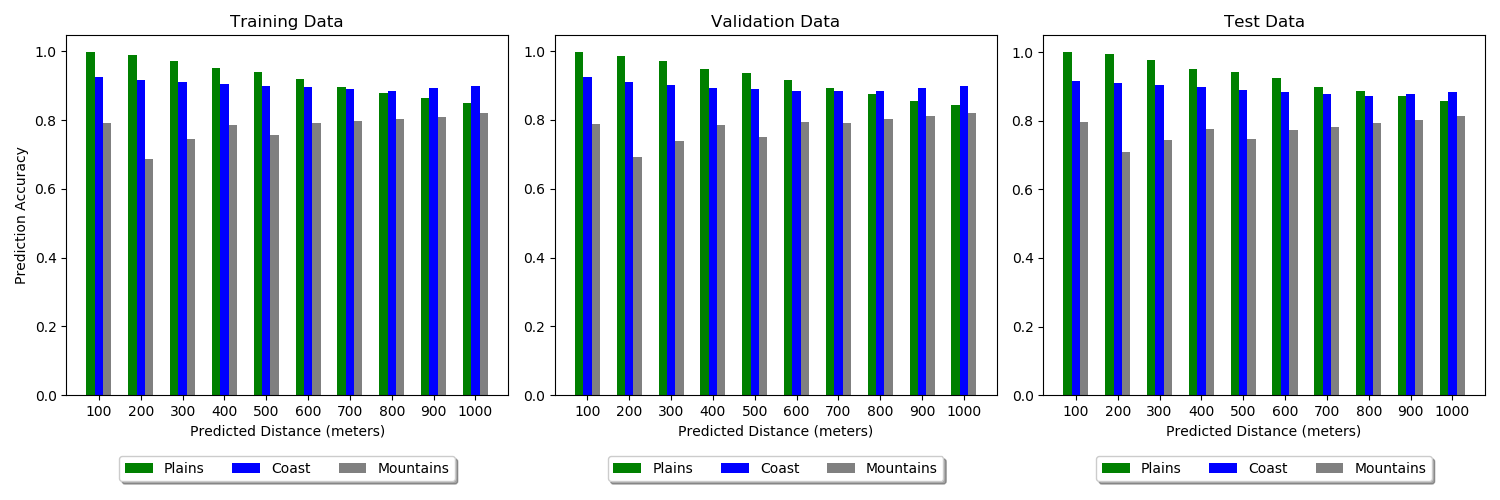 Training Data
Validation Data
Test Data
Prediction Accuracy
1.0
0.8
0.6
0.4
0.2
0.0
100 200 300 400 500 600 700 800 900 1000
Predicted Distance (meters)
Plains Coast Mountains
1.0
0.8
0.6
0.4
0.2
0.0
100 200 300 400 500 600 700 800 900 1000
Predicted Distance (meters)
Plains Coast Mountains
1.0
0.8
0.6
0.4
0.2
0.0
100 200 300 400 500 600 700 800 900 1000
Predicted Distance (meters)
Plains Coast Mountains